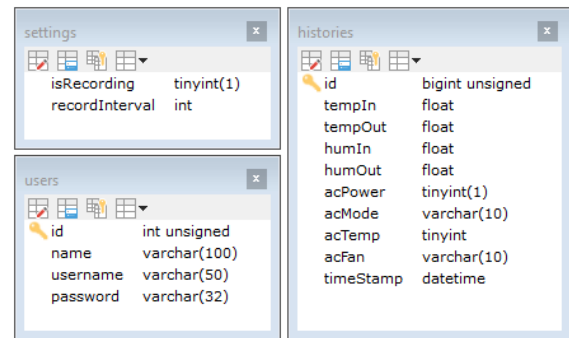 settings
x
isRecording tinyint(1)
recordInterval int
users
x
id int unsigned
name varchar(100)
username varchar(50)
password varchar(32)
histories
x
id bigint unsigned
tempIn float
tempOut float
humIn float
humOut float
acPower tinyint(1)
acMode varchar(10)
acTemp tinyint
acFan varchar(10)
timeStamp datetime